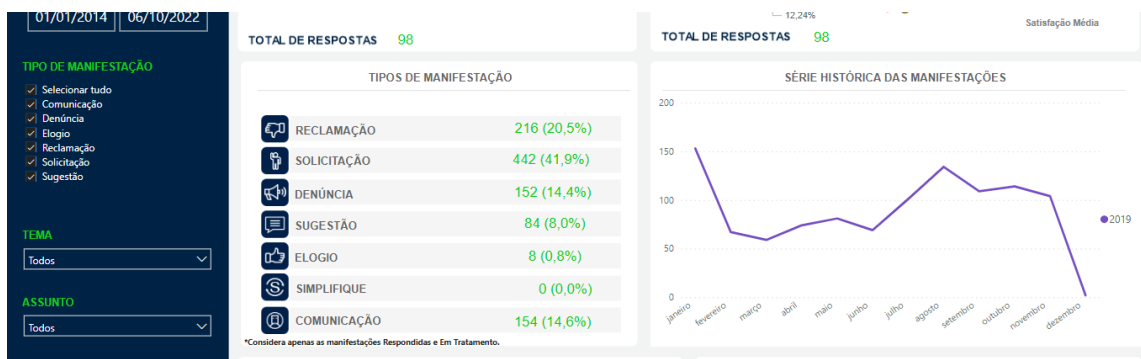 01/01/2014 06/10/2022
TIPO DE MANIFESTAÇÃO
Selecionar tudo
Comunicação
Denúncia
Elogio
Reclamação
Solicitação
Sugestão
TEMA
Todos
ASSUNTO
Todos
TOTAL DE RESPOSTAS 98
12,24%
Satisfação Média
TOTAL DE RESPOSTAS 98
TIPOS DE MANIFESTAÇÃO
RECLAMAÇÃO 216 (20,5%)
SOLICITAÇÃO 442 (41,9%)
DENÚNCIA 152 (14,4%)
SUGESTÃO 84 (8,0%)
ELOGIO 8 (0,8%)
SIMPLIFIQUE 0 (0,0%)
COMUNICAÇÃO 154 (14,6%)
*Considera apenas as manifestações Respondidas e Em Tratamento.
SÉRIE HISTÓRICA DAS MANIFESTAÇÕES
200
150
100
50
0
janeiro fevereiro março abril maio junho julho agosto setembro outubro novembro dezembro
2019